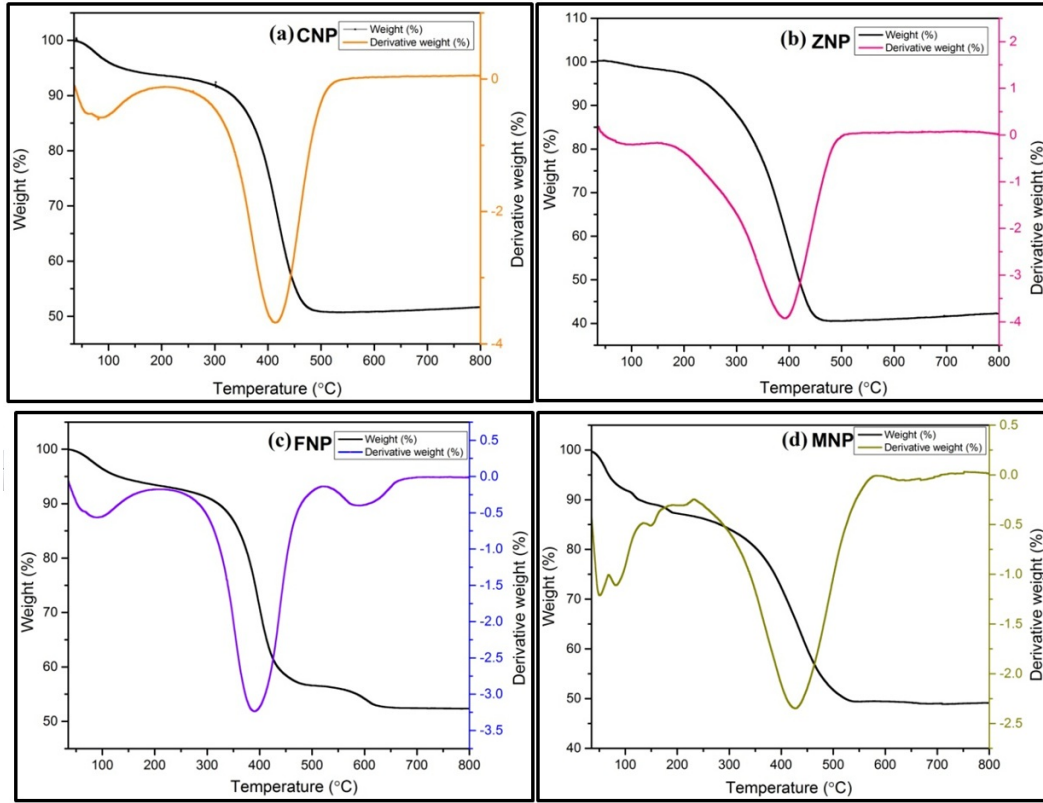 (a) CNP
Weight (%)
Derivative weight (%)
100
90
80
70
60
50
Weight (%)
0
-2
-4
Derivative weight (%)
100 200 300 400 500 600 700 800
Temperature (°C)
(b) ZNP
Weight (%)
Derivative weight (%)
110
100
90
80
70
60
50
40
Weight (%)
2
1
0
-1
-2
-3
-4
Derivative weight (%)
100 200 300 400 500 600 700 800
Temperature (°C)
(c) FNP
Weight (%)
Derivative weight (%)
100
90
80
70
60
50
Weight (%)
0.5
0.0
-0.5
-1.0
-1.5
-2.0
-2.5
-3.0
-3.5
Derivative weight (%)
100 200 300 400 500 600 700 800
Temperature (°C)
(d) MNP
Weight (%)
Derivative weight (%)
100
90
80
70
60
50
40
Weight (%)
0.5
0.0
-0.5
-1.0
-1.5
-2.0
-2.5
Derivative weight (%)
100 200 300 400 500 600 700 800
Temperature (°C)